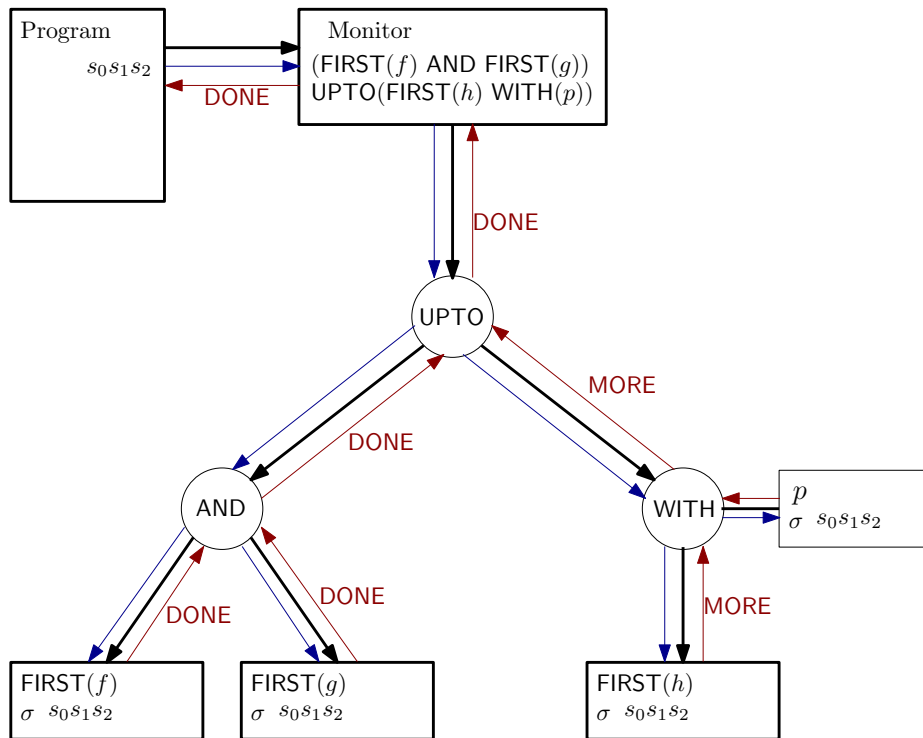 Program
s₀s₁s₂
Monitor
(FIRST(f) AND FIRST(g))
UPTO(FIRST(h) WITH(p))
DONE
DONE
UPTO
MORE
DONE
AND
WITH
p
σ s₀s₁s₂
DONE
DONE
MORE
FIRST(f)
σ s₀s₁s₂
FIRST(g)
σ s₀s₁s₂
FIRST(h)
σ s₀s₁s₂